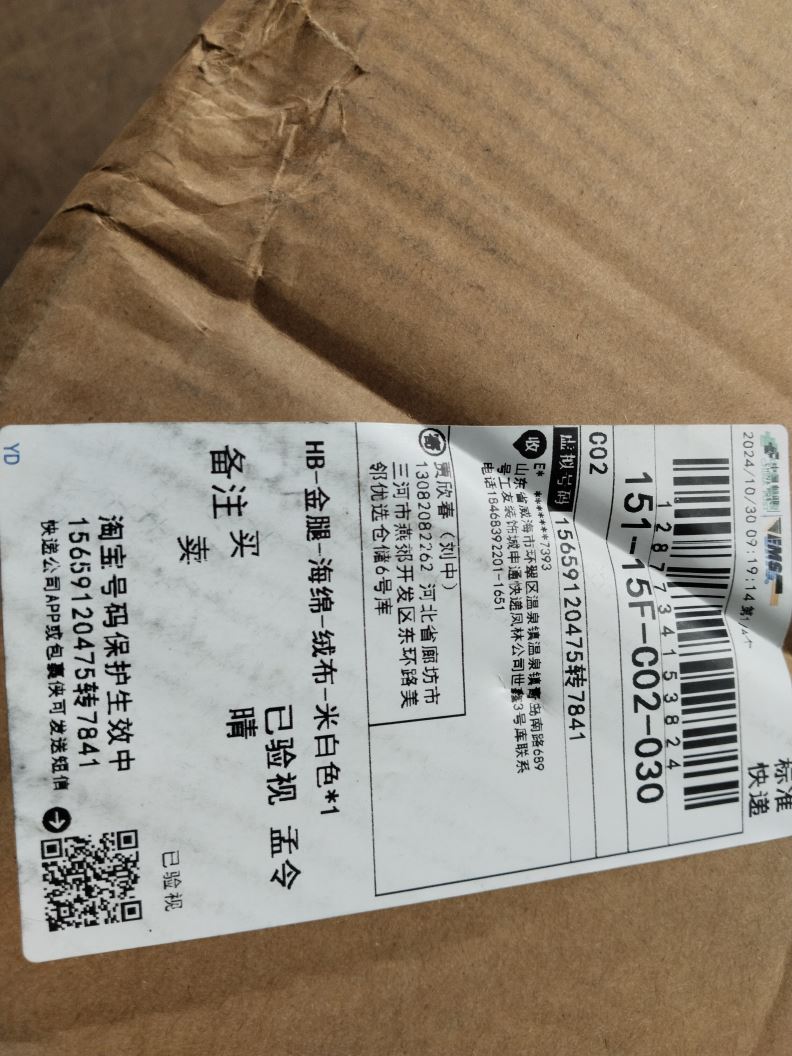 EMS
标准
快递
2024/10/30 09:19:14 第1/1个
1287734153824
151-15F-C02-030
C02
虚拟号码 15659120475转7841
收 E* *******7393
山东省威海市环翠区温泉镇温泉镇青岛南路689
号工友装饰城申通快递凤林公司世鑫3号库联系
电话18468392201-1651
寄 贾欣春（刘中）
13082082262 河北省廊坊市
三河市燕郊开发区东环路美
邻优选仓储6号库
HB-金腿-海绵-绒布-米白色*1
备注 买
卖
已验视 孟令
晴
已验视
淘宝号码保护生效中
15659120475转7841
快递公司APP或包裹侠可发送短信
YD